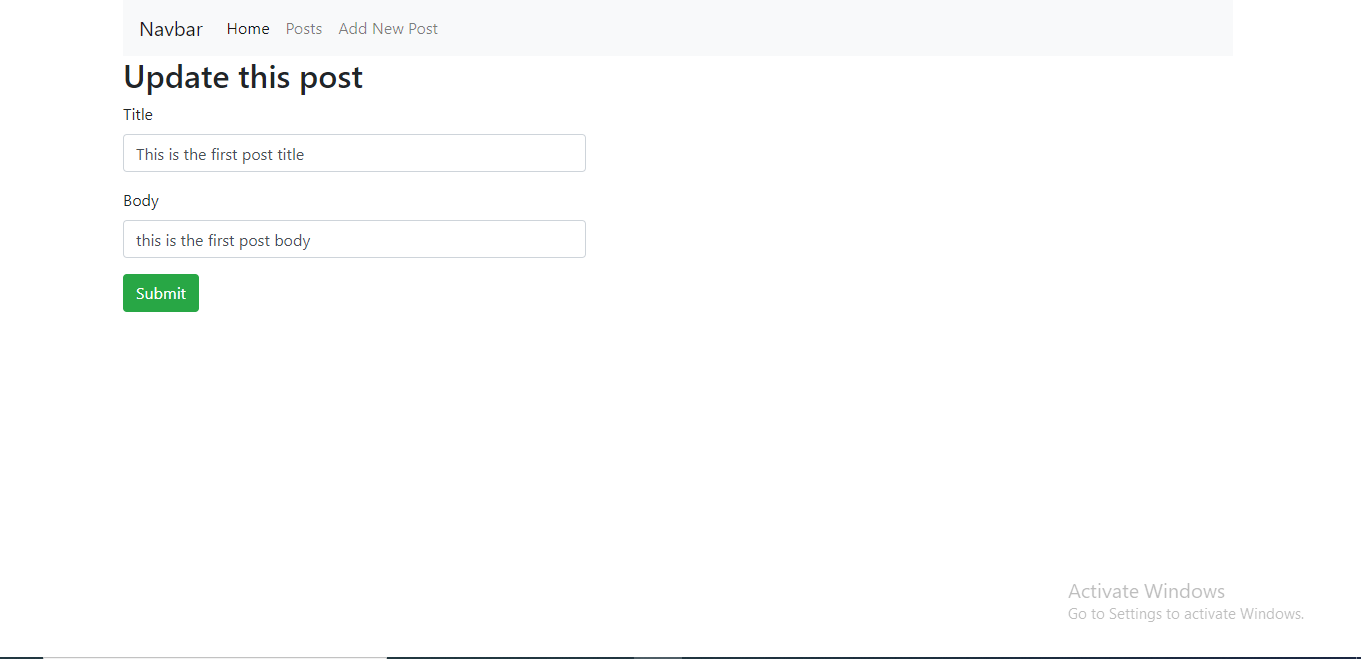 Navbar Home Posts Add New Post
Update this post
Title
This is the first post title
Body
this is the first post body
Submit
Activate Windows
Go to Settings to activate Windows.